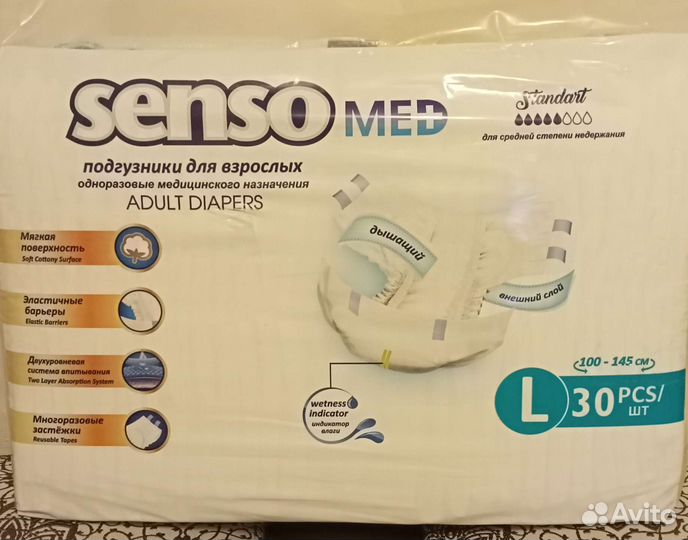 senso MED
Standart
для средней степени недержания
подгузники для взрослых
одноразовые медицинского назначения
ADULT DIAPERS
Мягкая
поверхность
Soft Cottony Surface
дышащий
внешний слой
Эластичные
барьеры
Elastic Barriers
Двухуровневая
система впитывания
Two Layer Absorption System
Многоразовые
застёжки
Reusable Tapes
wetness
indicator
индикатор
влаги
100 - 145 см
L 30 PCS/
ШТ
Avito